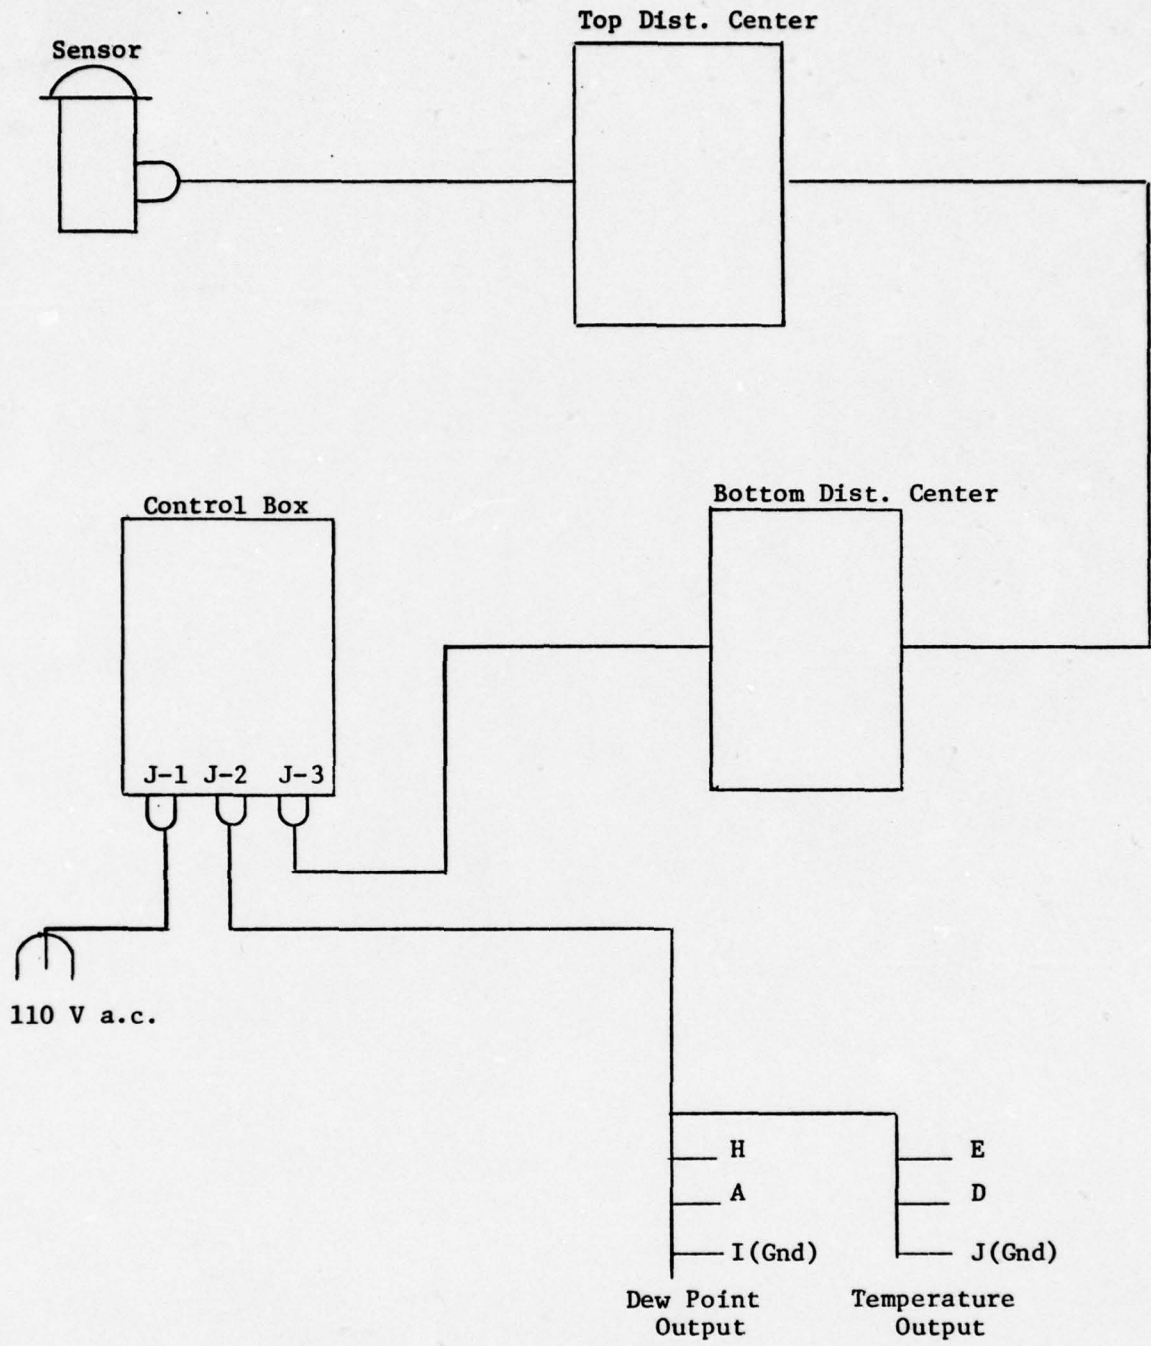 Top Dist. Center
Sensor
Control Box
Bottom Dist. Center
J-1 J-2 J-3
110 V a.c.
H
A
I(Gnd)
Dew Point
Output
E
D
J(Gnd)
Temperature
Output